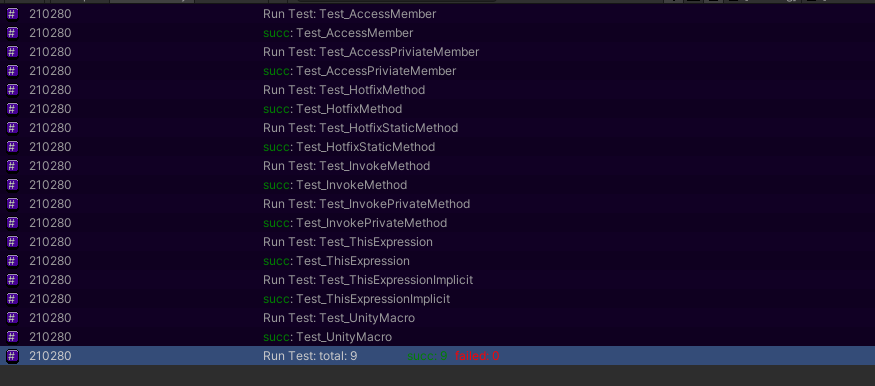 # 210280 Run Test: Test_AccessMember
# 210280 succ: Test_AccessMember
# 210280 Run Test: Test_AccessPriviateMember
# 210280 succ: Test_AccessPriviateMember
# 210280 Run Test: Test_HotfixMethod
# 210280 succ: Test_HotfixMethod
# 210280 Run Test: Test_HotfixStaticMethod
# 210280 succ: Test_HotfixStaticMethod
# 210280 Run Test: Test_InvokeMethod
# 210280 succ: Test_InvokeMethod
# 210280 Run Test: Test_InvokePrivateMethod
# 210280 succ: Test_InvokePrivateMethod
# 210280 Run Test: Test_ThisExpression
# 210280 succ: Test_ThisExpression
# 210280 Run Test: Test_ThisExpressionImplicit
# 210280 succ: Test_ThisExpressionImplicit
# 210280 Run Test: Test_UnityMacro
# 210280 succ: Test_UnityMacro
# 210280 Run Test: total: 9 failed: 0